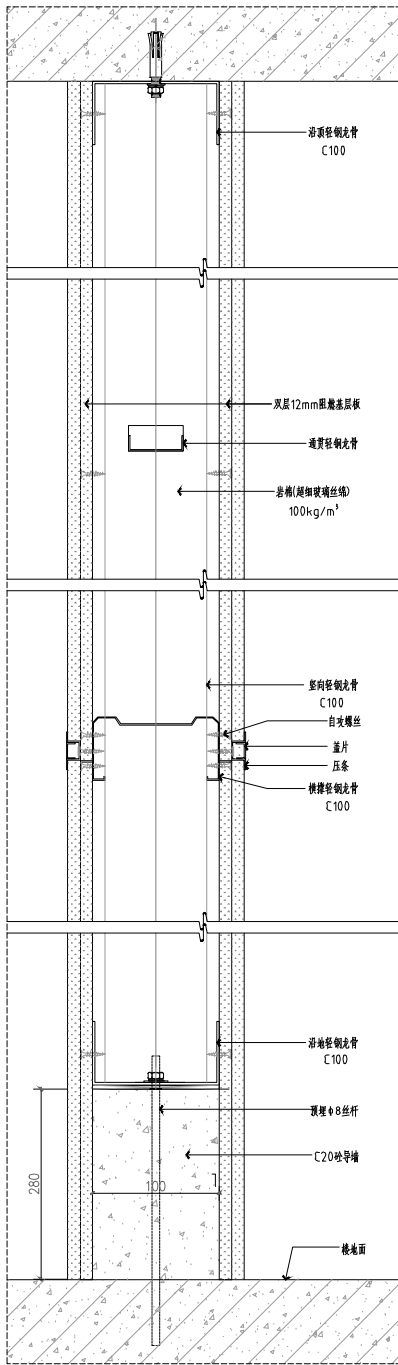 沿顶轻钢龙骨
C100
双层12mm阻燃基层板
通贯轻钢龙骨
岩棉(超细玻璃丝绵)
100kg/m³
竖向轻钢龙骨
C100
自攻螺丝
盖片
压条
横撑轻钢龙骨
C100
沿地轻钢龙骨
C100
预埋Φ8丝杆
C20砼导墙
280
100
楼地面